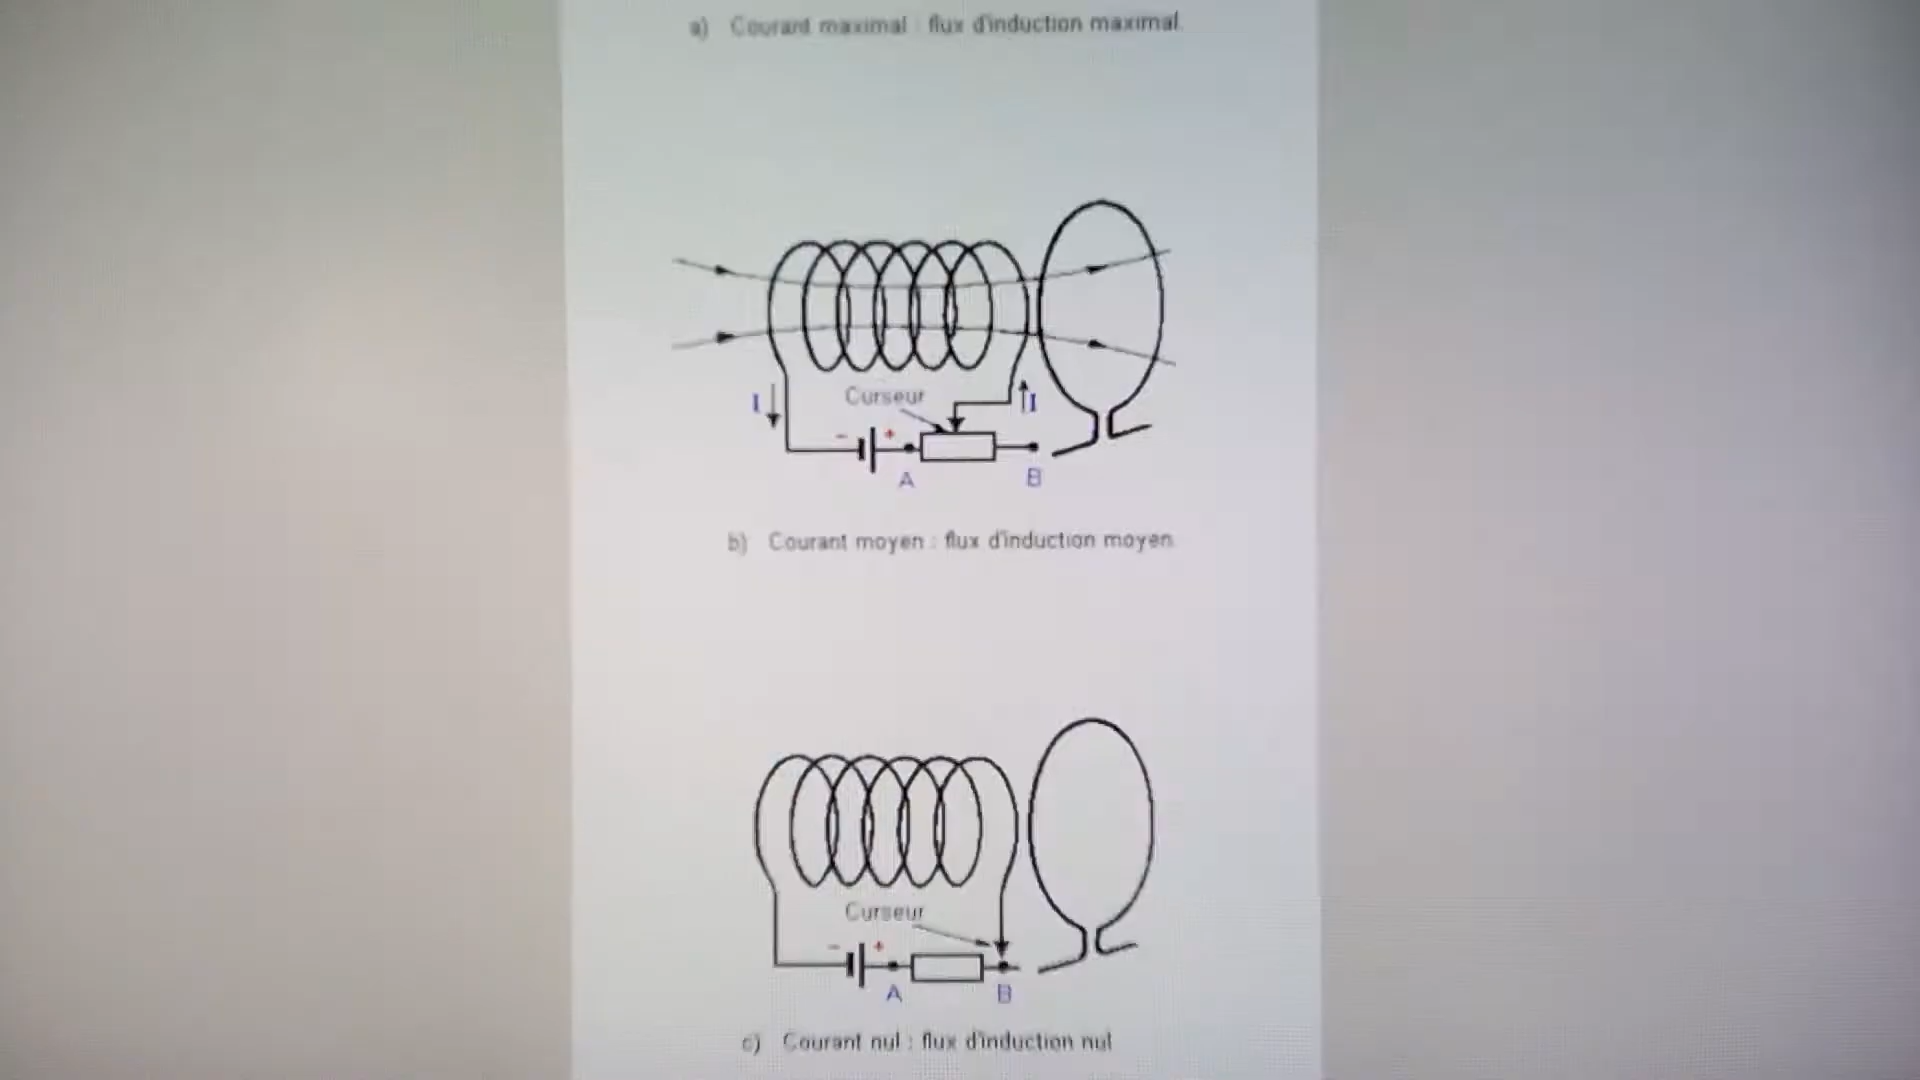 a) Courant maximal : flux d'induction maximal.
I
Curseur
I
- +
A
B
b) Courant moyen : flux d'induction moyen.
Curseur
- +
A
B
c) Courant nul : flux d'induction nul